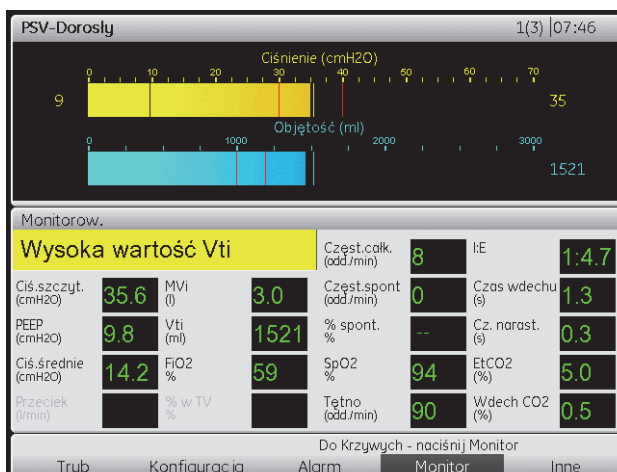 PSV-Dorosły 1(3) 07:46
Ciśnienie (cmH2O)
0 10 20 30 40 50 60 70
9 35
Objętość (ml)
0 1000 2000 3000
1521
Monitorow.
Wysoka wartość Vti
Częst.całk. (odd./min) 8 I:E 1:4.7
Ciś.szczyt. (cmH2O) 35.6 MVi (l) 3.0 Częst.spont (odd./min) 0 Czas wdechu (s) 1.3
PEEP (cmH2O) 9.8 Vti (ml) 1521 % spont. % -- Cz. narast. (s) 0.3
Ciś.średnie (cmH2O) 14.2 FiO2 % 59 SpO2 % 94 EtCO2 (%) 5.0
Przeciek (l/min) % w TV % Tętno (odd./min) 90 Wdech CO2 (%) 0.5
Do Krzywych - naciśnij Monitor
Tryb Konfiguracja Alarm Monitor Inne